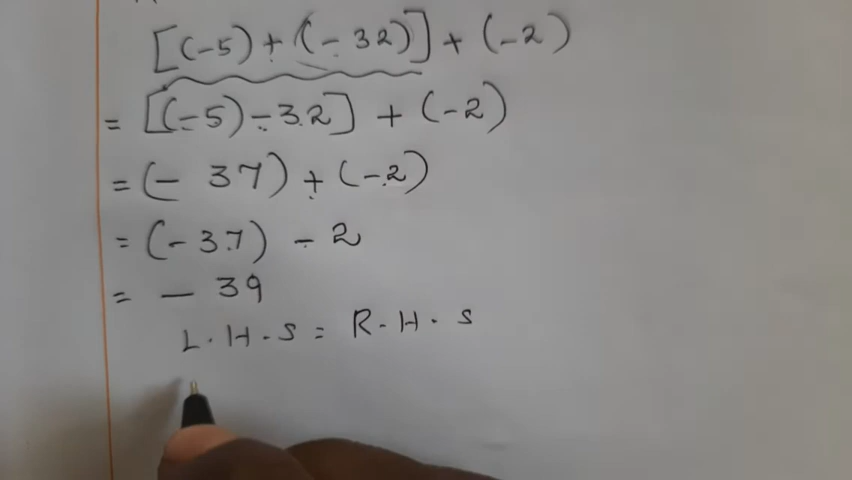 [(-5) + (- 32)] + (-2)
= [(-5) - 32] + (-2)
= (- 37) + (-2)
= (-37) - 2
= - 39
L.H.S = R.H.S